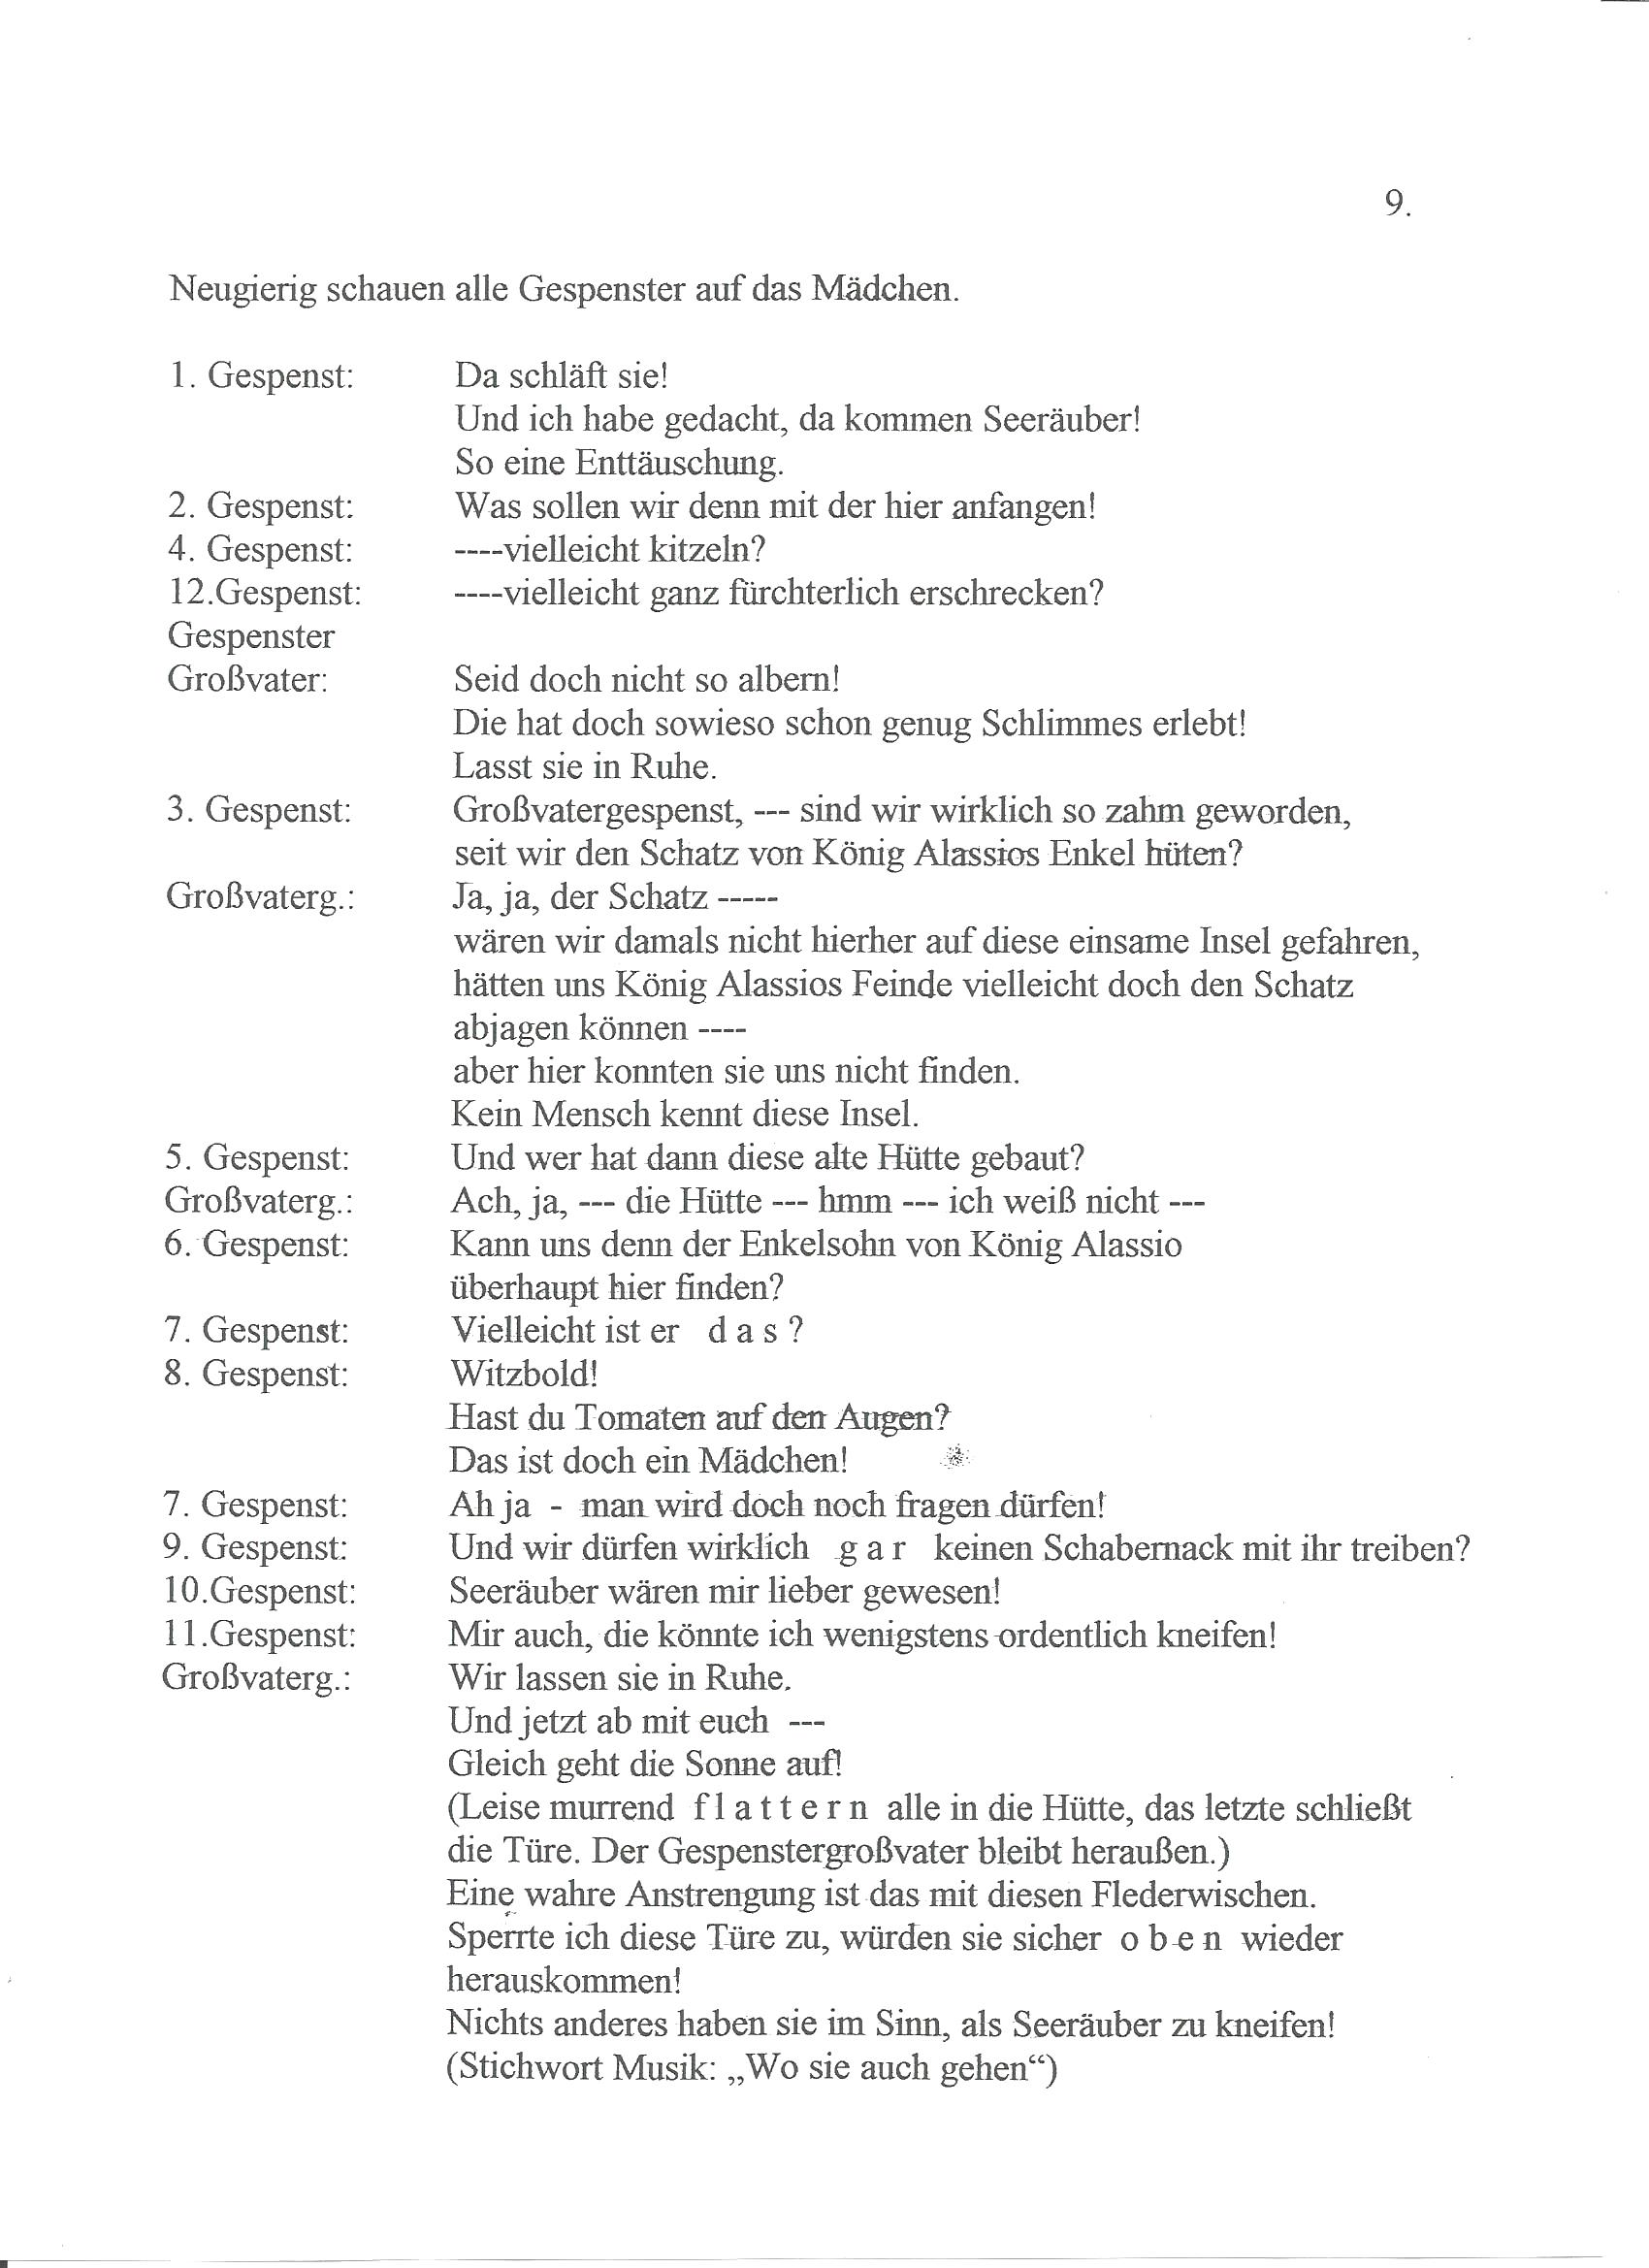 9.
Neugierig schauen alle Gespenster auf das Mädchen.
1. Gespenst: Da schläft sie!
Und ich habe gedacht, da kommen Seeräuber!
So eine Enttäuschung.
2. Gespenst: Was sollen wir denn mit der hier anfangen!
4. Gespenst: ----vielleicht kitzeln?
12.Gespenst: ----vielleicht ganz fürchterlich erschrecken?
Gespenster
Großvater: Seid doch nicht so albern!
Die hat doch sowieso schon genug Schlimmes erlebt!
Lasst sie in Ruhe.
3. Gespenst: Großvatergespenst, --- sind wir wirklich so zahm geworden,
seit wir den Schatz von König Alassios Enkel hüten?
Großvaterg.: Ja, ja, der Schatz -----
wären wir damals nicht hierher auf diese einsame Insel gefahren,
hätten uns König Alassios Feinde vielleicht doch den Schatz
abjagen können ----
aber hier konnten sie uns nicht finden.
Kein Mensch kennt diese Insel.
5. Gespenst: Und wer hat dann diese alte Hütte gebaut?
Großvaterg.: Ach, ja, --- die Hütte --- hmm --- ich weiß nicht ---
6. Gespenst: Kann uns denn der Enkelsohn von König Alassio
überhaupt hier finden?
7. Gespenst: Vielleicht ist er d a s ?
8. Gespenst: Witzbold!
Hast du Tomaten auf den Augen?
Das ist doch ein Mädchen!
7. Gespenst: Ah ja - man wird doch noch fragen dürfen!
9. Gespenst: Und wir dürfen wirklich g a r keinen Schabernack mit ihr treiben?
10.Gespenst: Seeräuber wären mir lieber gewesen!
11.Gespenst: Mir auch, die könnte ich wenigstens ordentlich kneifen!
Großvaterg.: Wir lassen sie in Ruhe.
Und jetzt ab mit euch ---
Gleich geht die Sonne auf!
(Leise murrend f l a t t e r n alle in die Hütte, das letzte schließt
die Türe. Der Gespenstergroßvater bleibt heraußen.)
Eine wahre Anstrengung ist das mit diesen Flederwischen.
Sperrte ich diese Türe zu, würden sie sicher o b e n wieder
herauskommen!
Nichts anderes haben sie im Sinn, als Seeräuber zu kneifen!
(Stichwort Musik: „Wo sie auch gehen“)